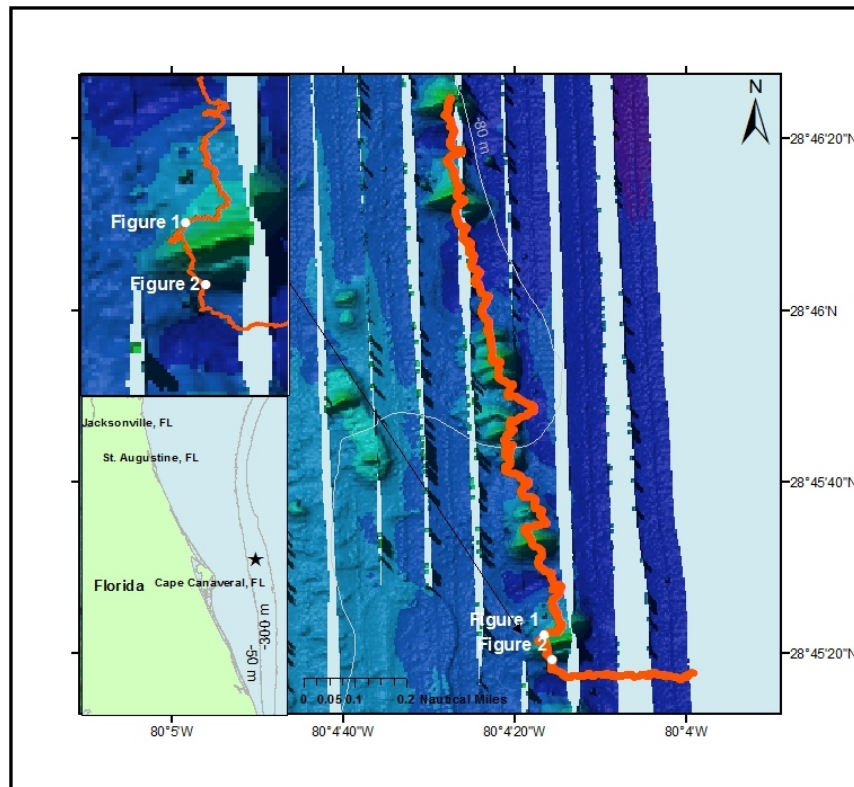 N
28°46'20"N
-80 m
Figure 1
Figure 2
28°46'N
Jacksonville, FL
St. Augustine, FL
28°45'40"N
Florida
Cape Canaveral, FL
-300 m
-50 m
Figure 1
Figure 2
28°45'20"N
0 0.05 0.1 0.2 Nautical Miles
80°5'W 80°4'40"W 80°4'20"W 80°4'W